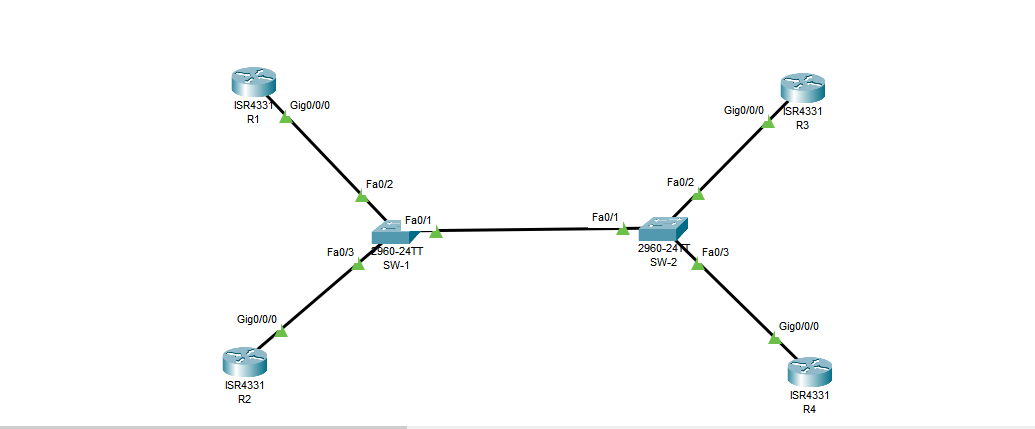 ISR4331
R1
Gig0/0/0
Fa0/2
Fa0/1
2960-24TT
SW-1
Fa0/3
Gig0/0/0
ISR4331
R2
Gig0/0/0
ISR4331
R3
Fa0/2
Fa0/1
2960-24TT
SW-2
Fa0/3
Gig0/0/0
ISR4331
R4